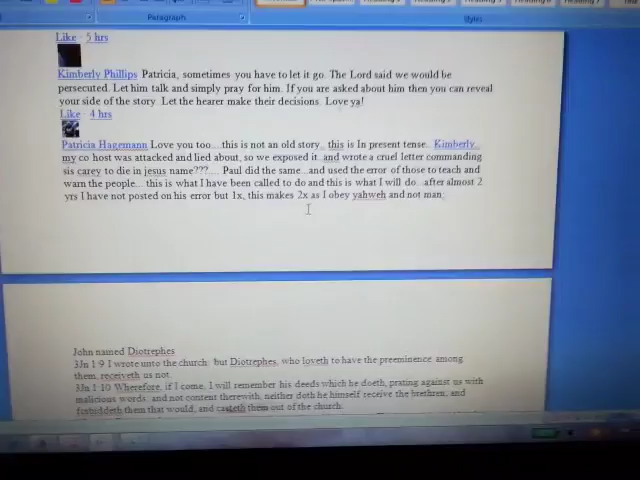 Paragraph
Styles
Like · 5 hrs
Kimberly Phillips Patricia, sometimes you have to let it go. The Lord said we would be
persecuted. Let him talk and simply pray for him. If you are asked about him then you can reveal
your side of the story. Let the hearer make their decisions. Love ya!
Like · 4 hrs
Patricia Hagemann Love you too....this is not an old story...this is In present tense...Kimberly...
my co host was attacked and lied about, so we exposed it..and wrote a cruel letter commanding
sis carey to die in jesus name???.... Paul did the same...and used the error of those to teach and
warn the people... this is what I have been called to do and this is what I will do...after almost 2
yrs I have not posted on his error but 1x, this makes 2x as I obey yahweh and not man.
John named Diotrephes
3Jn 1:9 I wrote unto the church: but Diotrephes, who loveth to have the preeminence among
them, receiveth us not.
3Jn 1:10 Wherefore, if I come, I will remember his deeds which he doeth, prating against us with
malicious words: and not content therewith, neither doth he himself receive the brethren, and
forbiddeth them that would, and casteth them out of the church.